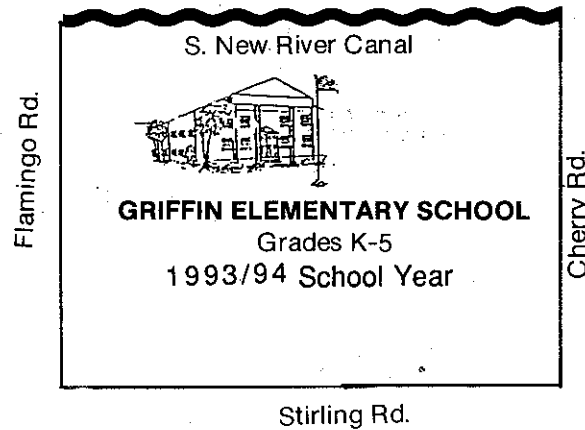 S. New River Canal
Flamingo Rd.
GRIFFIN ELEMENTARY SCHOOL
Grades K-5
1993/94 School Year
Cherry Rd.
Stirling Rd.